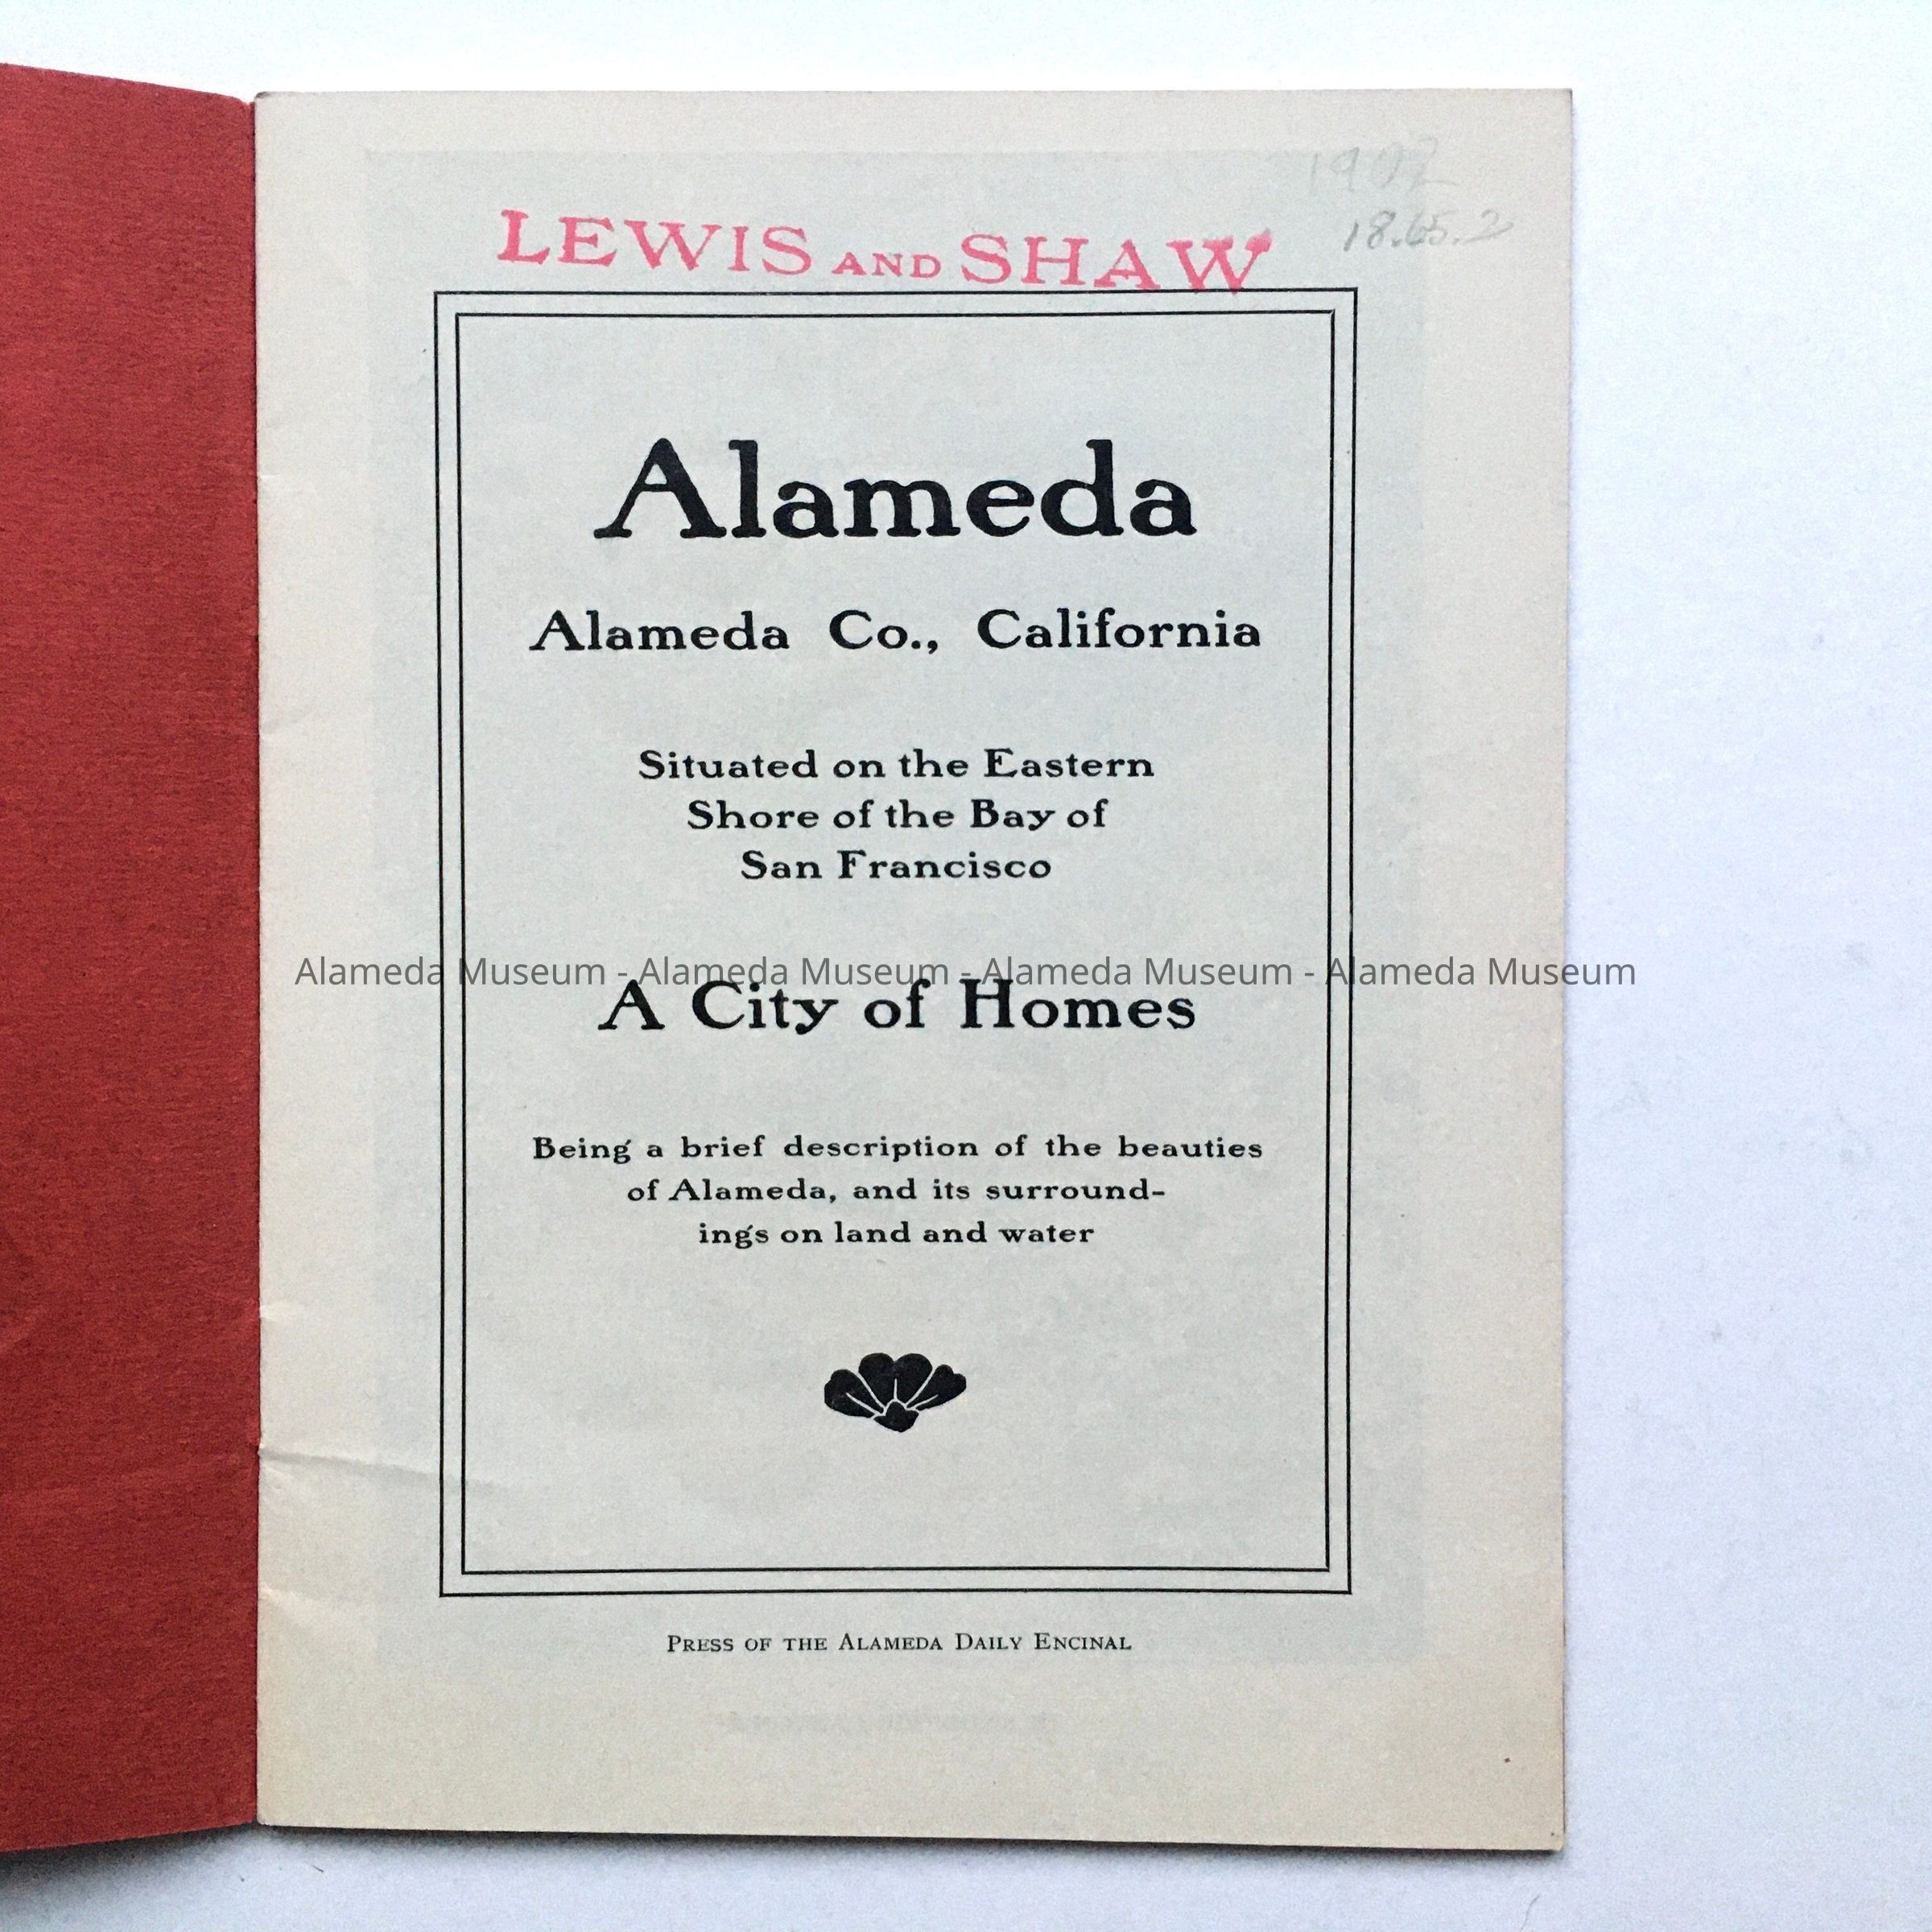 1902
18.65.2
LEWIS AND SHAW
Alameda
Alameda Co., California
Situated on the Eastern
Shore of the Bay of
San Francisco
Alameda Museum - Alameda Museum - Alameda Museum - Alameda Museum
A City of Homes
Being a brief description of the beauties
of Alameda, and its surround-
ings on land and water
PRESS OF THE ALAMEDA DAILY ENCINAL